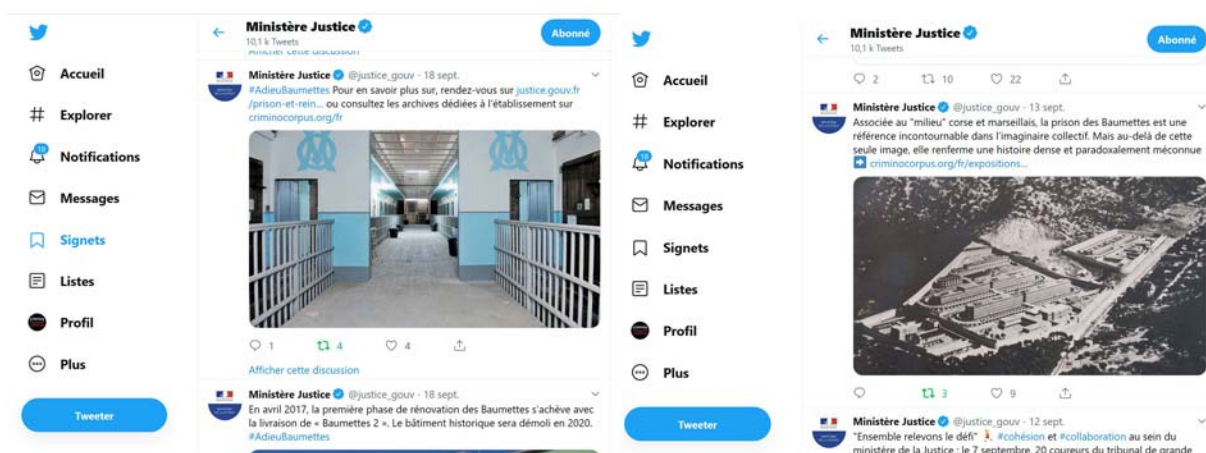 Accueil
Explorer
18
Notifications
Messages
Signets
Listes
Profil
Plus
Tweeter
Ministère Justice
10,1 k Tweets
Abonné
Afficher cette discussion
Ministère Justice @justice_gouv · 18 sept.
#AdieuBaumettes Pour en savoir plus sur, rendez-vous sur justice.gouv.fr
/prison-et-rein... ou consultez les archives dédiées à l'établissement sur
criminocorpus.org/fr
1 4 4
Afficher cette discussion
Ministère Justice @justice_gouv · 18 sept.
En avril 2017, la première phase de rénovation des Baumettes s'achève avec
la livraison de « Baumettes 2 ». Le bâtiment historique sera démoli en 2020.
#AdieuBaumettes
Accueil
Explorer
18
Notifications
Messages
Signets
Listes
Profil
Plus
Tweeter
Ministère Justice
10,1 k Tweets
Abonné
2 10 22
Ministère Justice @justice_gouv · 13 sept.
Associée au "milieu" corse et marseillais, la prison des Baumettes est une
référence incontournable dans l'imaginaire collectif. Mais au-delà de cette
seule image, elle renferme une histoire dense et paradoxalement méconnue
criminocorpus.org/fr/expositions...
3 9
Ministère Justice @justice_gouv · 12 sept.
"Ensemble relevons le défi" #cohésion et #collaboration au sein du
ministère de la Justice : le 7 septembre, 20 coureurs du tribunal de grande